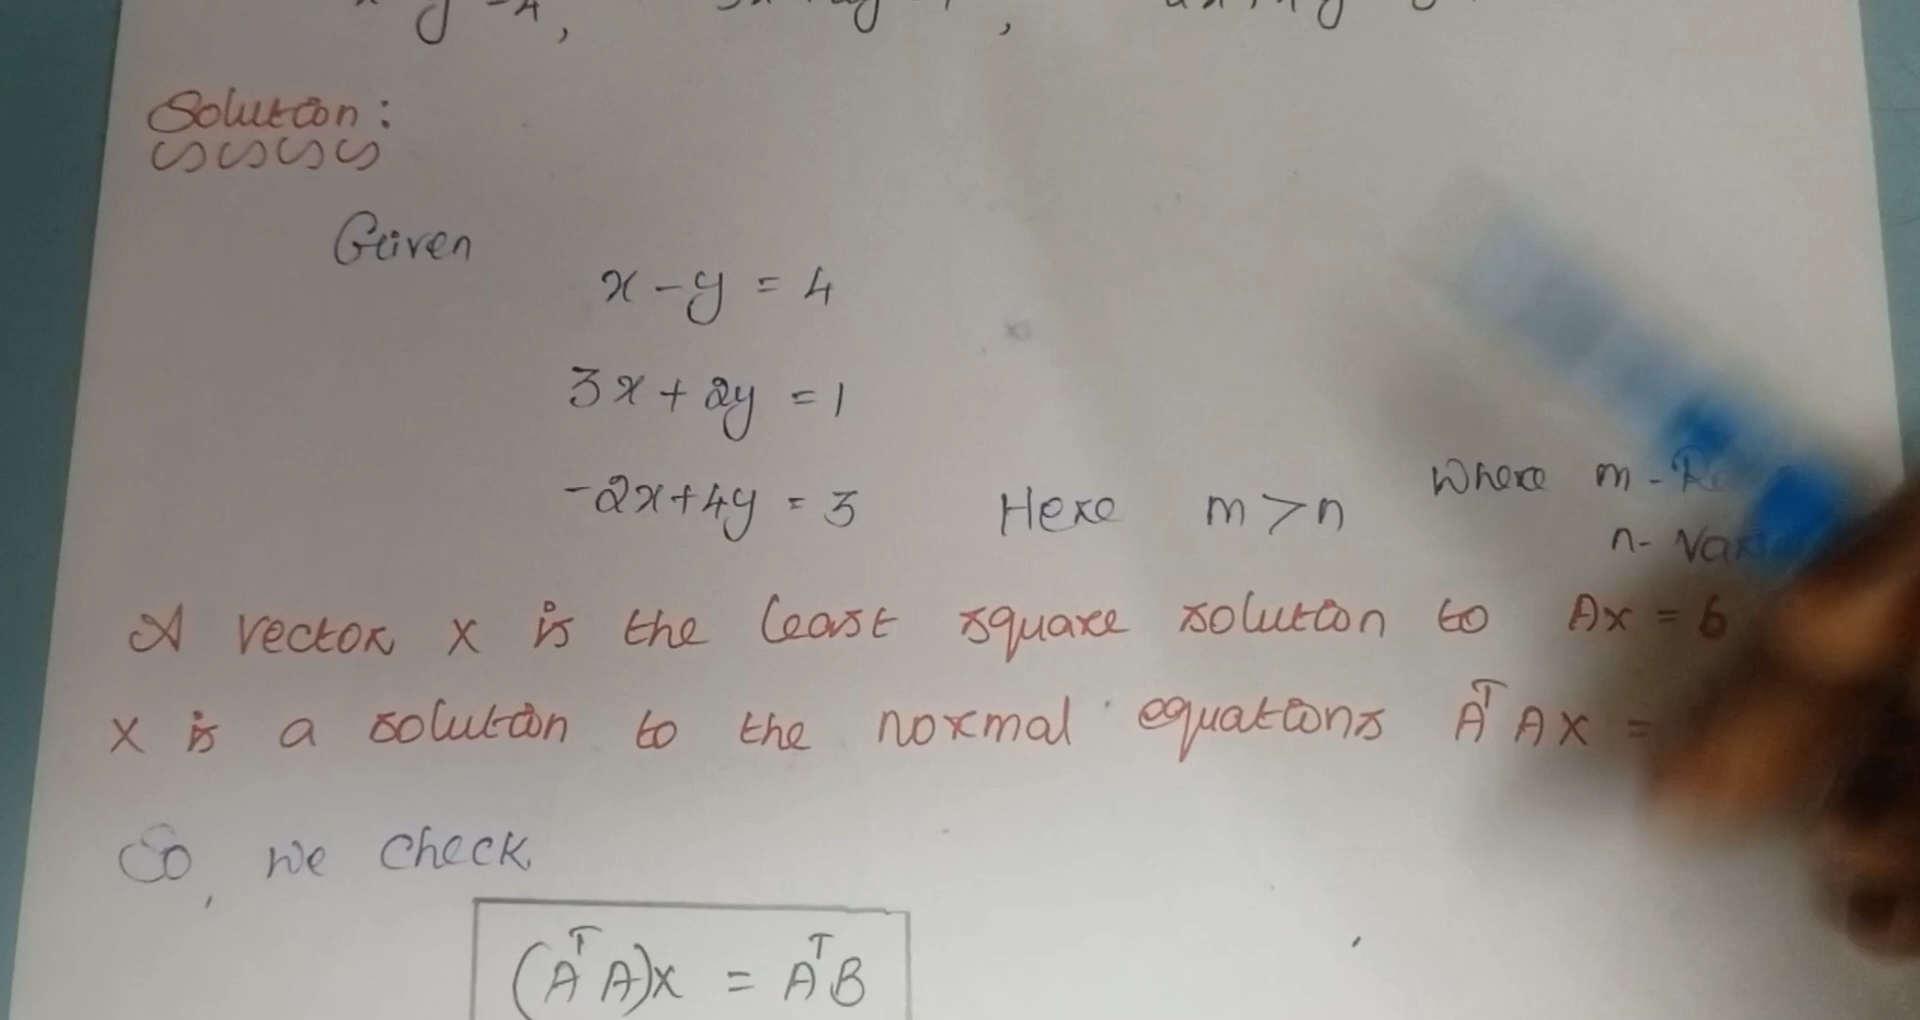 y = 4, ,
Solution:
Given
x - y = 4
3x + 2y = 1
-2x + 4y = 3 Here m > n where m -
n -
A vector x is the least square solution to Ax = b
x is a solution to the normal equations AᵀAx =
So, we check
(AᵀA)x = AᵀB